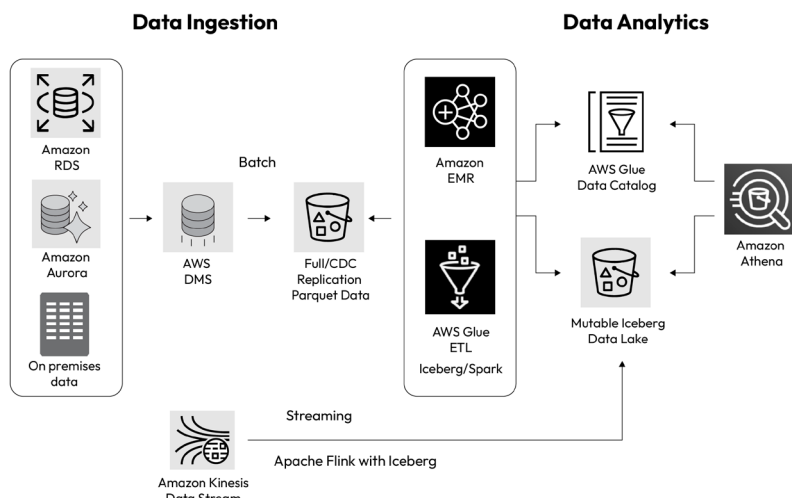 Data Ingestion
Data Analytics
Amazon
RDS
Amazon
Aurora
On premises
data
Batch
AWS
DMS
Full/CDC
Replication
Parquet Data
Amazon
EMR
AWS Glue
ETL
Iceberg/Spark
AWS Glue
Data Catalog
Mutable Iceberg
Data Lake
Amazon
Athena
Streaming
Apache Flink with Iceberg
Amazon Kinesis
Data Stream